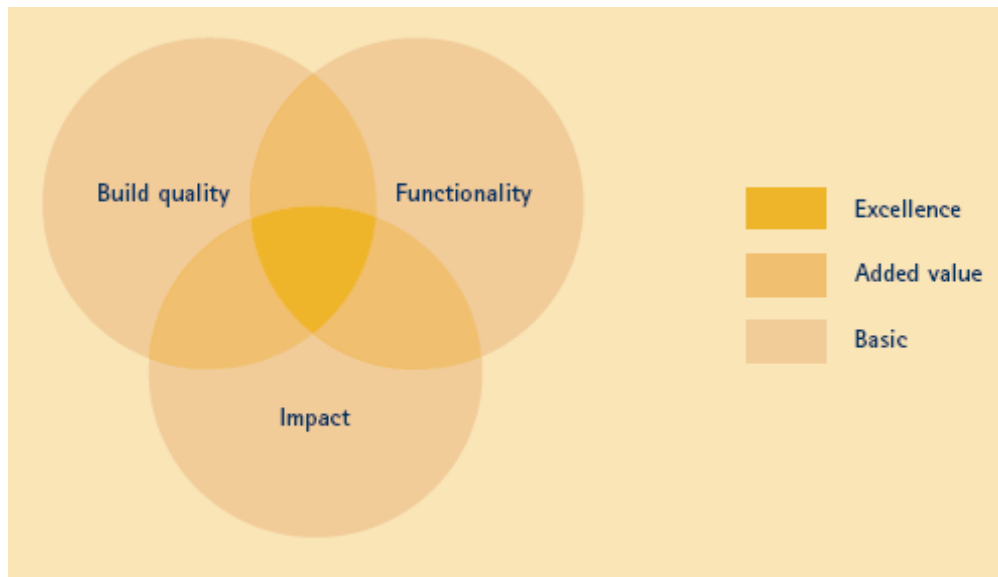 Build quality
Functionality
Impact
Excellence
Added value
Basic